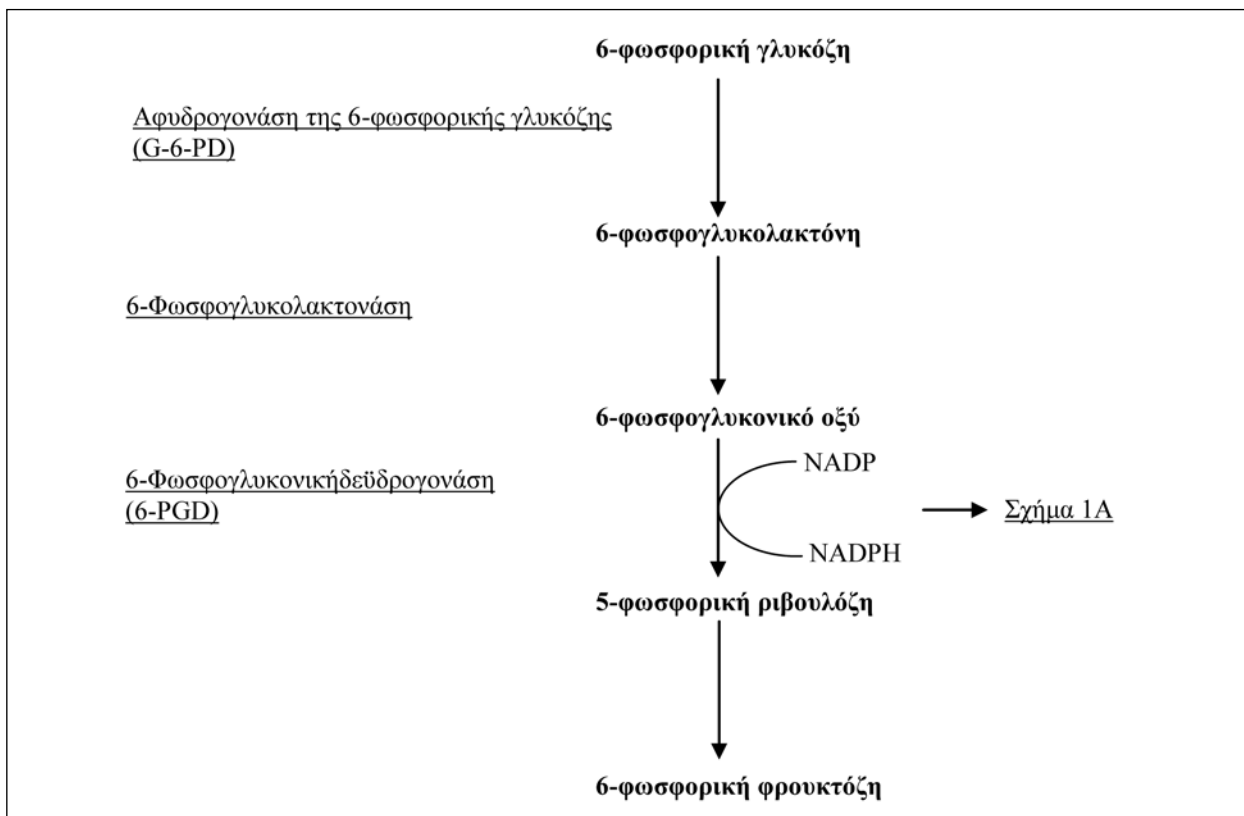 6-φωσφορική γλυκόζη
Αφυδρογονάση της 6-φωσφορικής γλυκόζης
(G-6-PD)
6-φωσφογλυκολακτόνη
6-Φωσφογλυκολακτονάση
6-φωσφογλυκονικό οξύ
NADP
6-Φωσφογλυκονικήδεϋδρογονάση
(6-PGD)
Σχήμα 1Α
NADPH
5-φωσφορική ριβουλόζη
6-φωσφορική φρουκτόζη